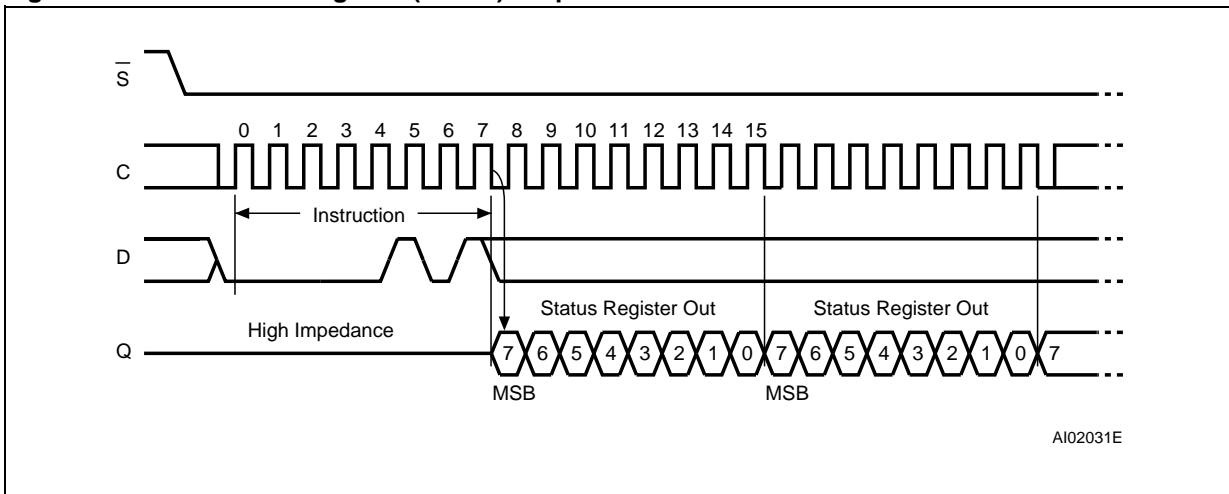 S
0 1 2 3 4 5 6 7 8 9 10 11 12 13 14 15
C
Instruction
D
Status Register Out Status Register Out
High Impedance
Q
7 6 5 4 3 2 1 0 7 6 5 4 3 2 1 0 7
MSB MSB
AI02031E